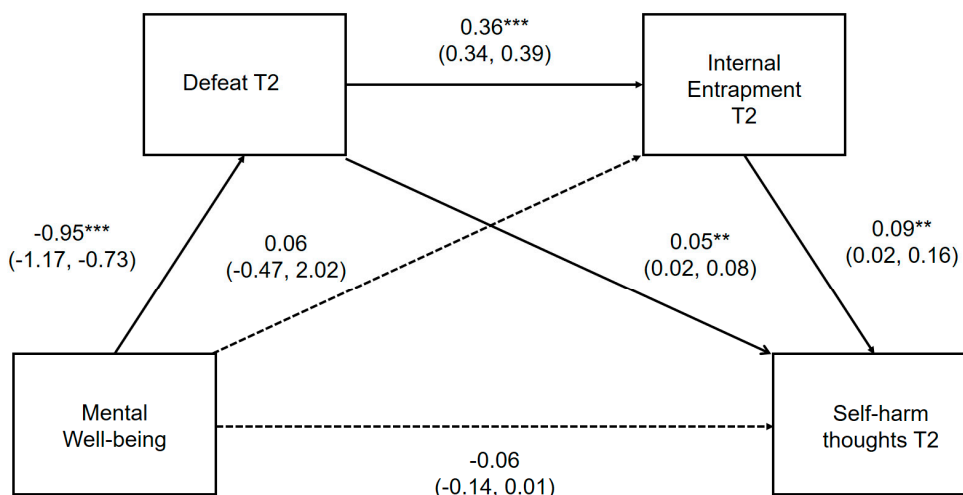 0.36***
(0.34, 0.39)
Defeat T2
Internal
Entrapment
T2
-0.95***
(-1.17, -0.73)
0.06
(-0.47, 2.02)
0.05**
(0.02, 0.08)
0.09**
(0.02, 0.16)
Mental
Well-being
Self-harm
thoughts T2
-0.06
(-0.14, 0.01)